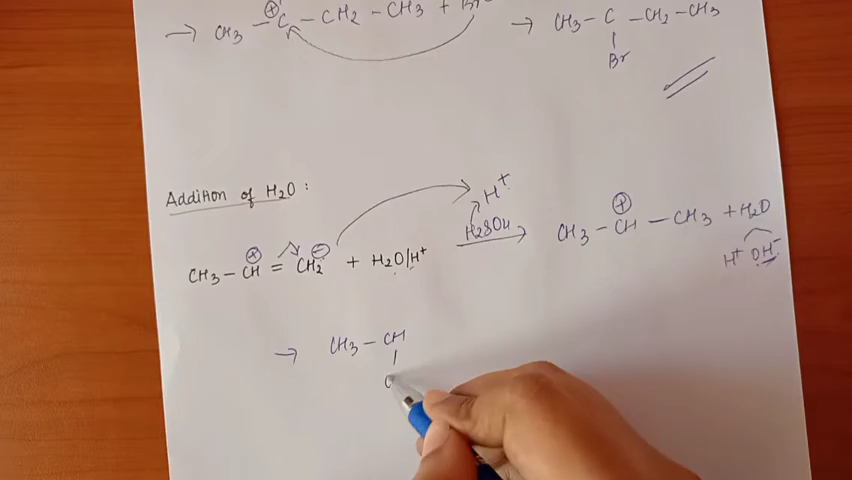 → CH3 – C⊕ – CH2 – CH3 + Br⁻ → CH3 – C – CH2 – CH3
|
Br
Addition of H2O :
H+
H2SO4
CH3 – CH⊕ = CH2⊖ + H2O/H+ → CH3 – CH⊕ – CH3 + H2O
H+ OH-
→ CH3 – CH
|